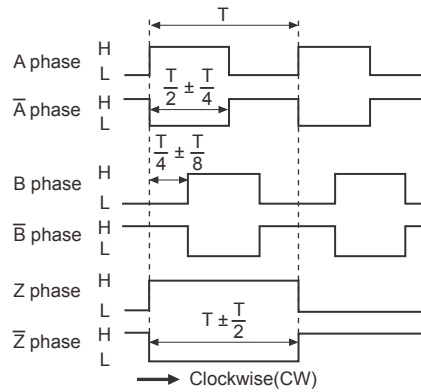 T
A phase H
L
T/2 ± T/4
A̅ phase H
L
T/4 ± T/8
B phase H
L
B̅ phase H
L
Z phase H
L
T ± T/2
Z̅ phase H
L
Clockwise(CW)